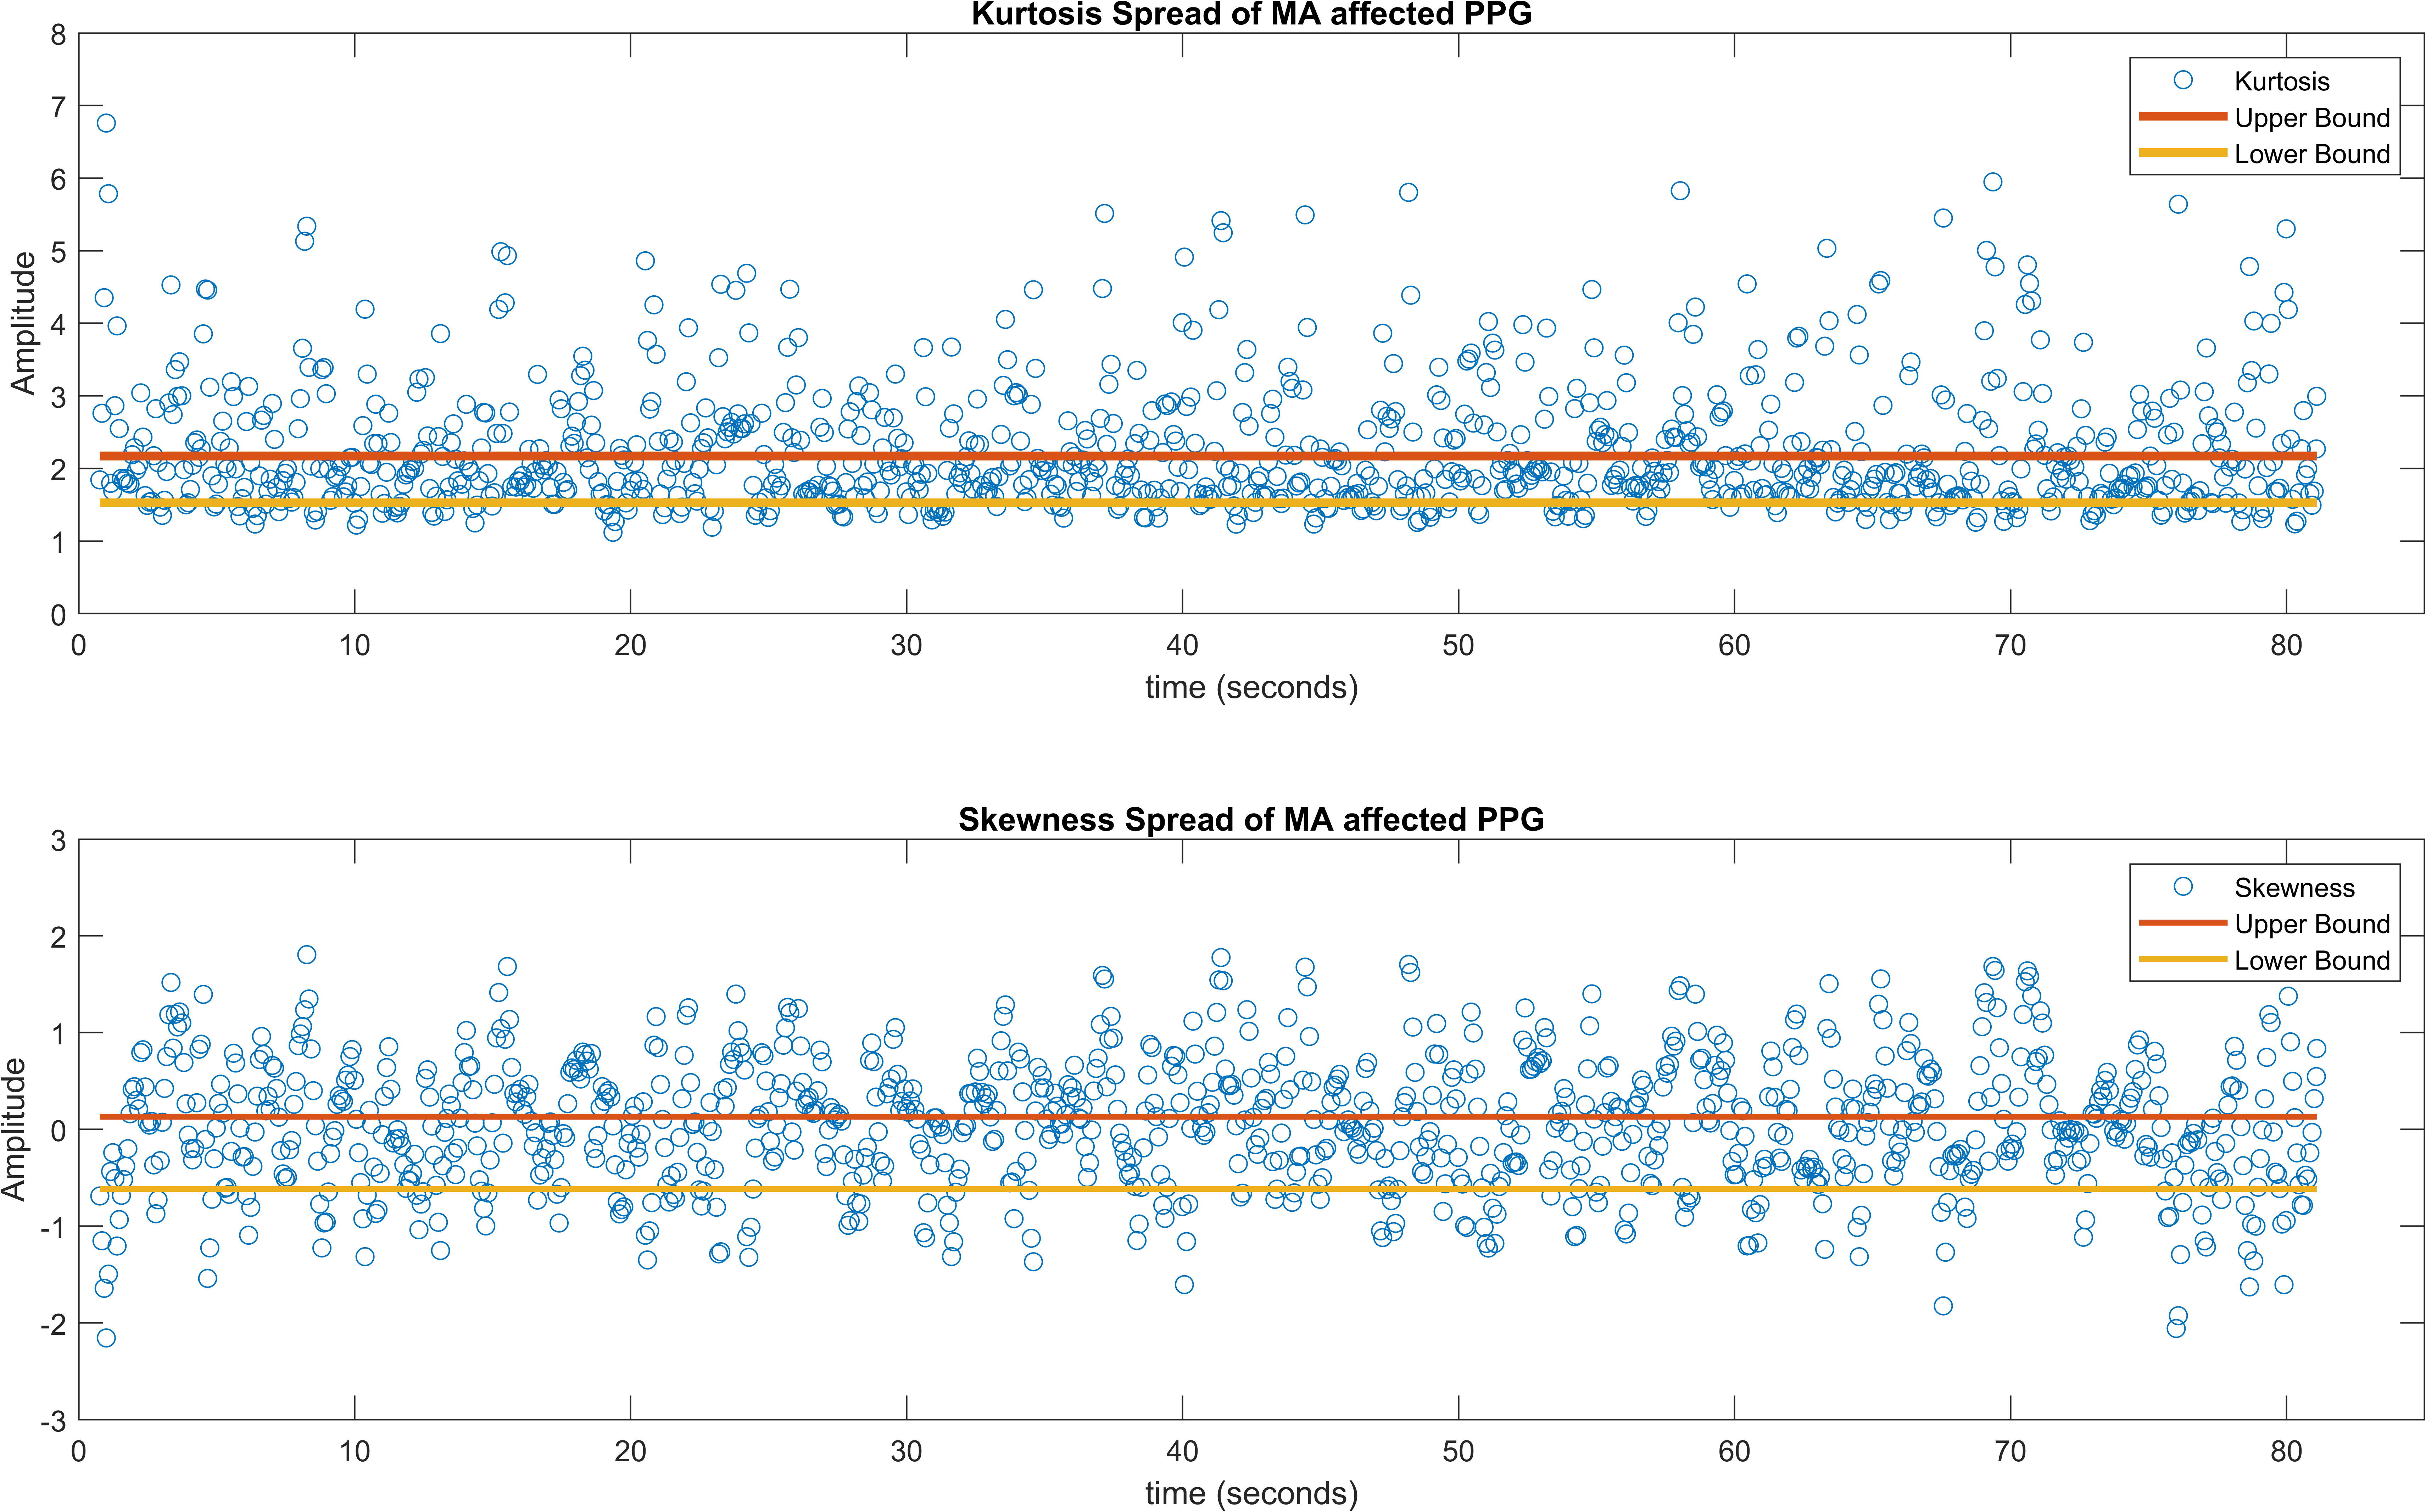 Kurtosis Spread of MA affected PPG
8
7
6
5
4
3
2
1
0
Amplitude
Kurtosis
Upper Bound
Lower Bound
0 10 20 30 40 50 60 70 80
time (seconds)
Skewness Spread of MA affected PPG
3
2
1
0
-1
-2
-3
Amplitude
Skewness
Upper Bound
Lower Bound
0 10 20 30 40 50 60 70 80
time (seconds)